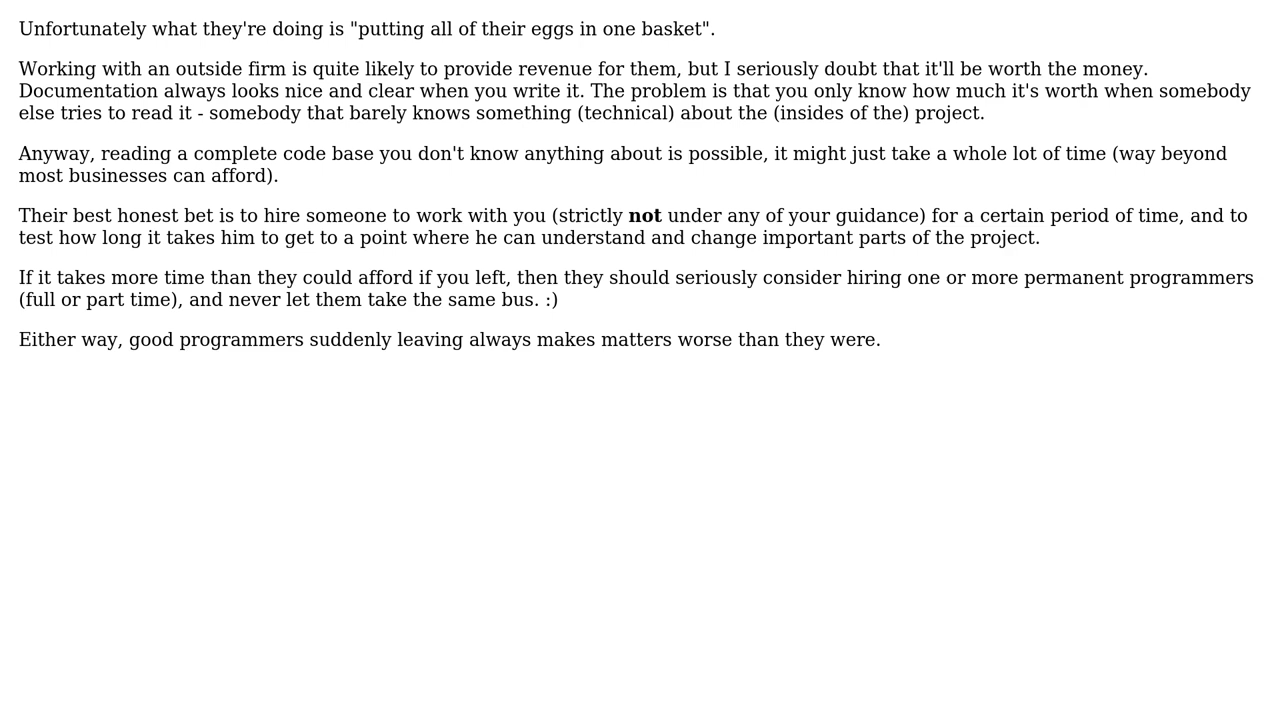 Unfortunately what they're doing is "putting all of their eggs in one basket".
Working with an outside firm is quite likely to provide revenue for them, but I seriously doubt that it'll be worth the money.
Documentation always looks nice and clear when you write it. The problem is that you only know how much it's worth when somebody
else tries to read it - somebody that barely knows something (technical) about the (insides of the) project.
Anyway, reading a complete code base you don't know anything about is possible, it might just take a whole lot of time (way beyond
most businesses can afford).
Their best honest bet is to hire someone to work with you (strictly not under any of your guidance) for a certain period of time, and to
test how long it takes him to get to a point where he can understand and change important parts of the project.
If it takes more time than they could afford if you left, then they should seriously consider hiring one or more permanent programmers
(full or part time), and never let them take the same bus. :)
Either way, good programmers suddenly leaving always makes matters worse than they were.